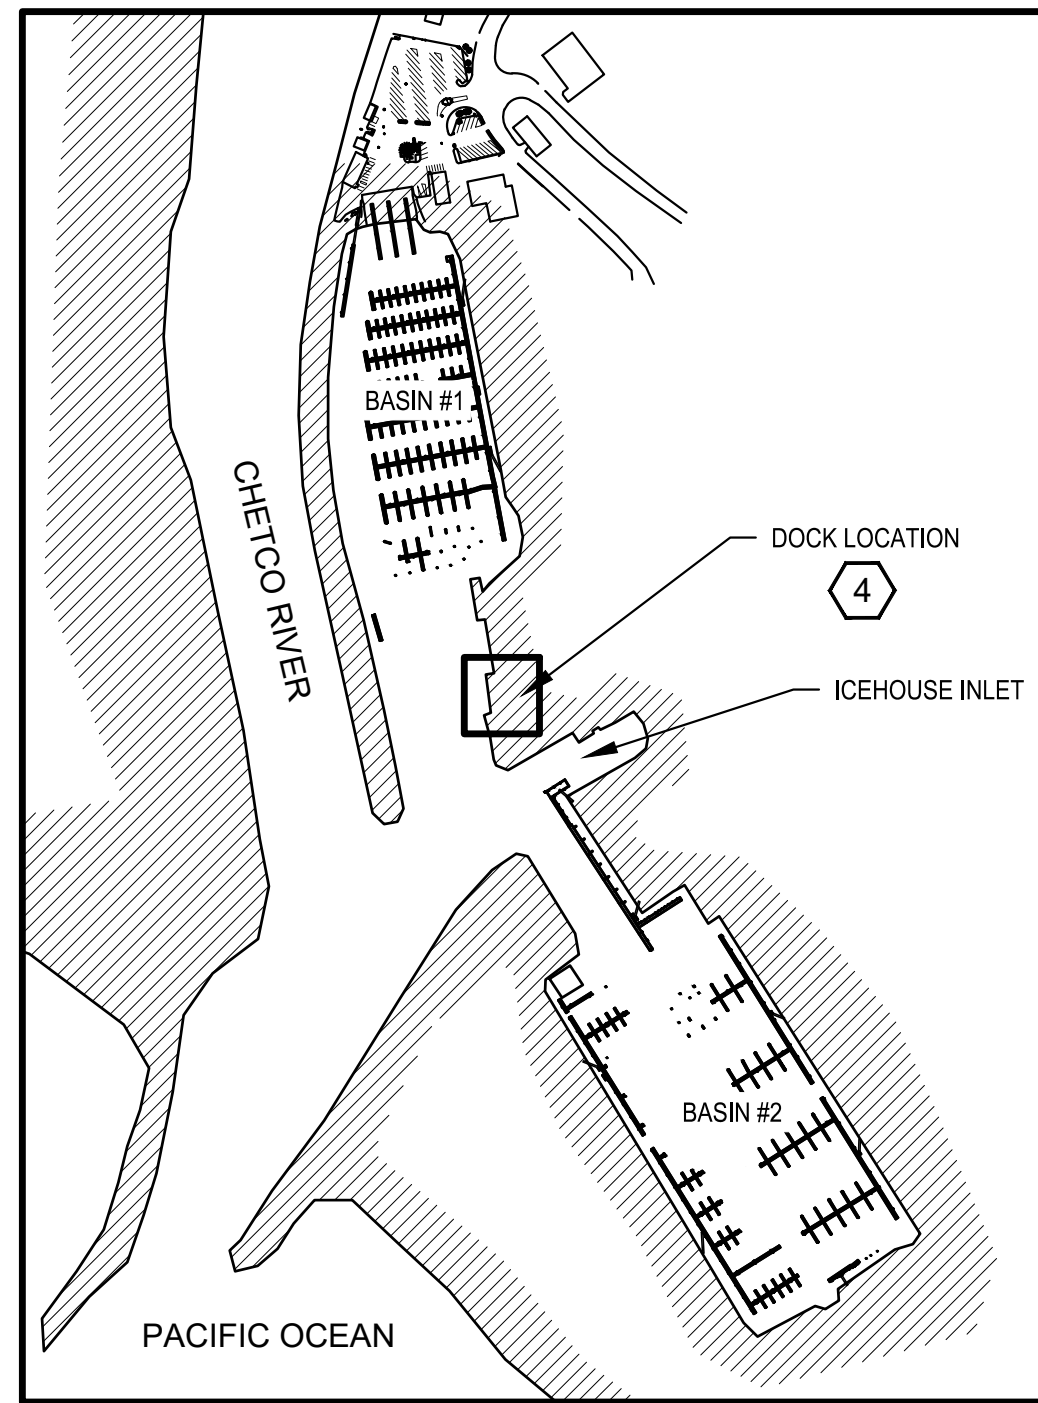 BASIN #1
CHETCO RIVER
DOCK LOCATION
4
ICEHOUSE INLET
BASIN #2
PACIFIC OCEAN